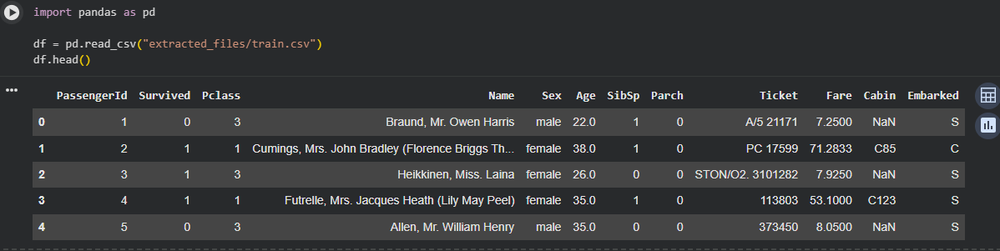 import pandas as pd
df = pd.read_csv("extracted_files/train.csv")
df.head()
PassengerId Survived Pclass Name Sex Age SibSp Parch Ticket Fare Cabin Embarked
0 1 0 3 Braund, Mr. Owen Harris male 22.0 1 0 A/5 21171 7.2500 NaN S
1 2 1 1 Cumings, Mrs. John Bradley (Florence Briggs Th... female 38.0 1 0 PC 17599 71.2833 C85 C
2 3 1 3 Heikkinen, Miss. Laina female 26.0 0 0 STON/O2. 3101282 7.9250 NaN S
3 4 1 1 Futrelle, Mrs. Jacques Heath (Lily May Peel) female 35.0 1 0 113803 53.1000 C123 S
4 5 0 3 Allen, Mr. William Henry male 35.0 0 0 373450 8.0500 NaN S